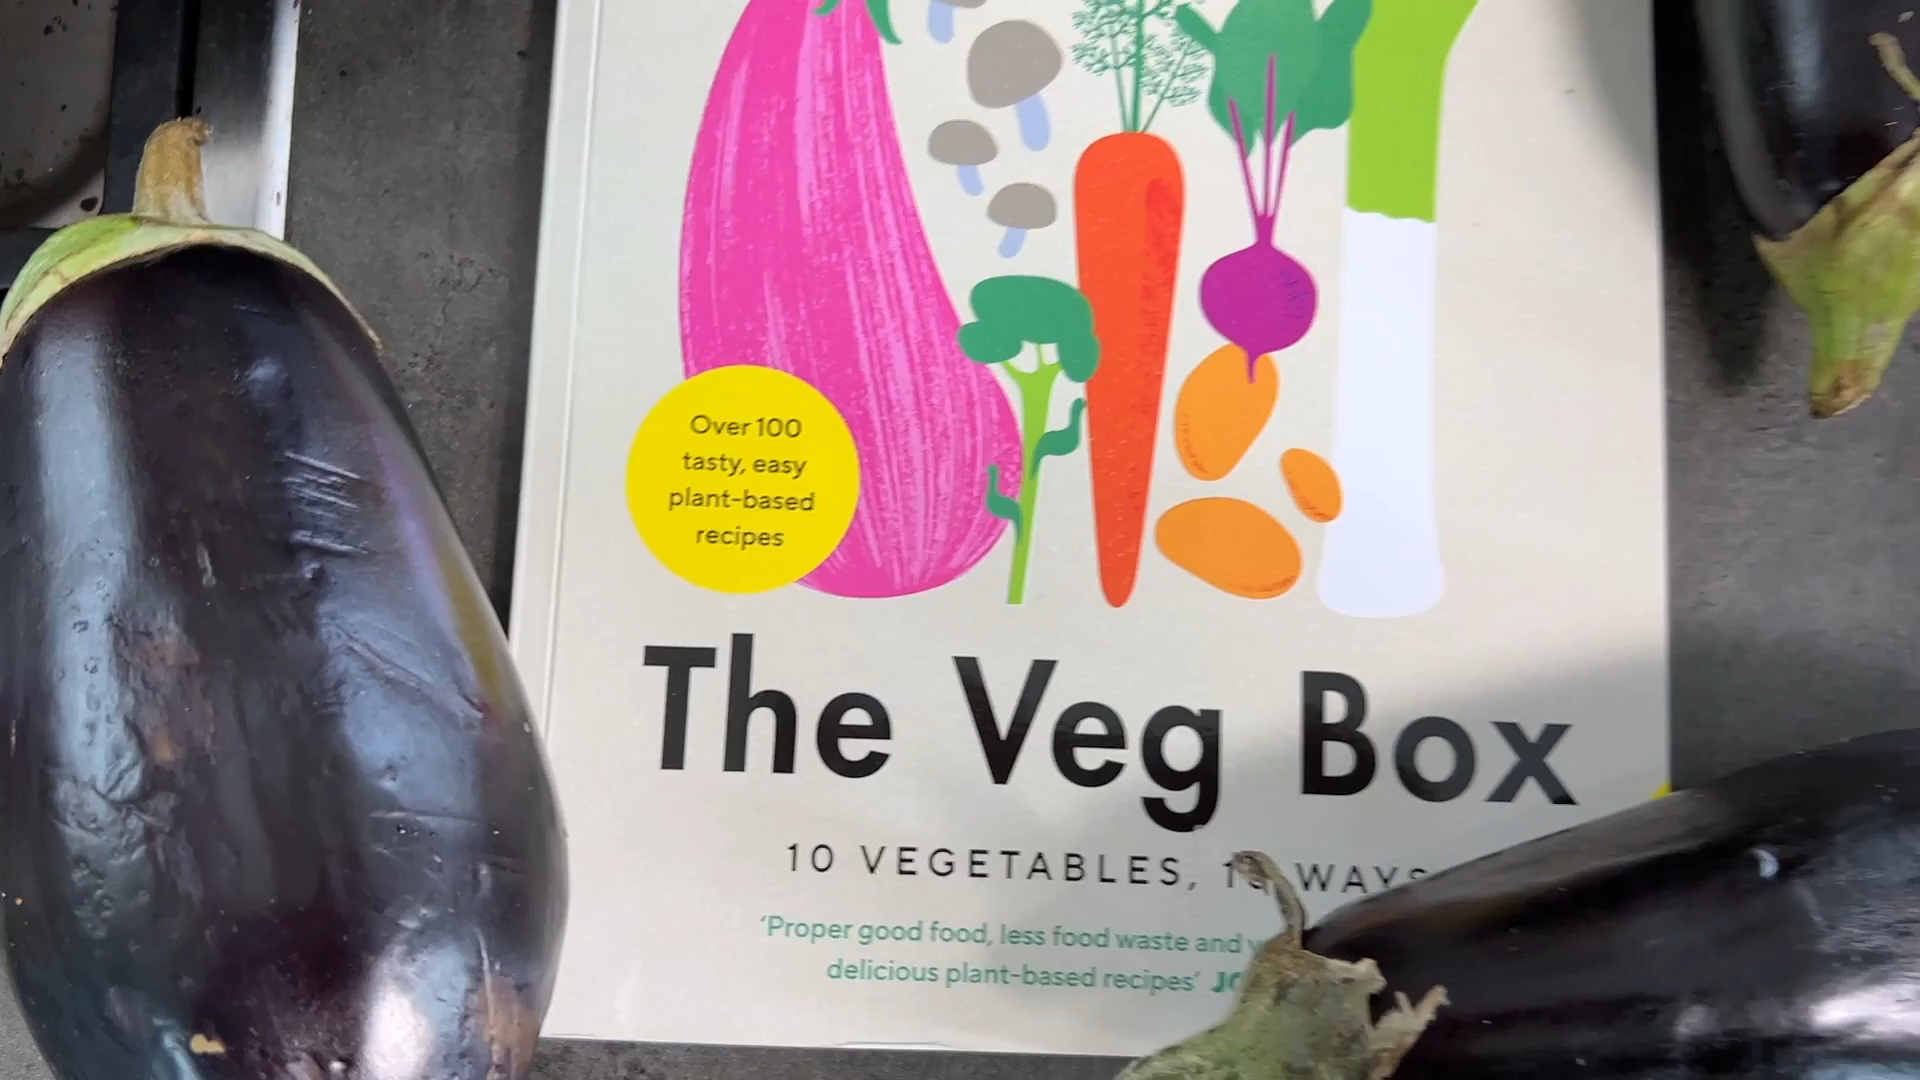 Over 100
tasty, easy
plant-based
recipes
The Veg Box
10 VEGETABLES, WAYS
'Proper good food, less food waste and
delicious plant-based recipes'